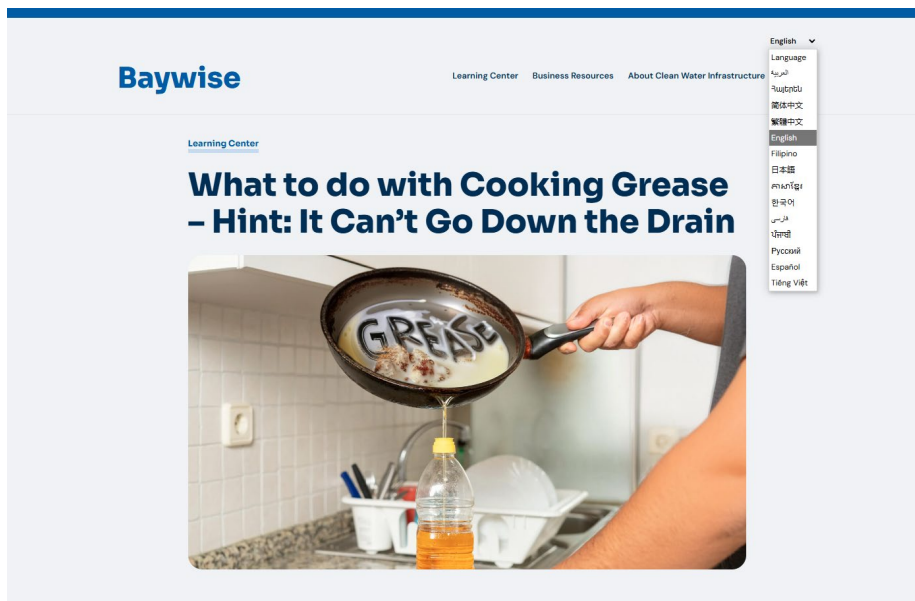 English
Baywise
Learning Center Business Resources About Clean Water Infrastructure
Language
العربية
Հայերեն
简体中文
繁體中文
English
Filipino
日本語
ភាសាខ្មែរ
한국어
فارسی
ਪੰਜਾਬੀ
Русский
Español
Tiếng Việt
Learning Center
What to do with Cooking Grease
– Hint: It Can’t Go Down the Drain
GREASE